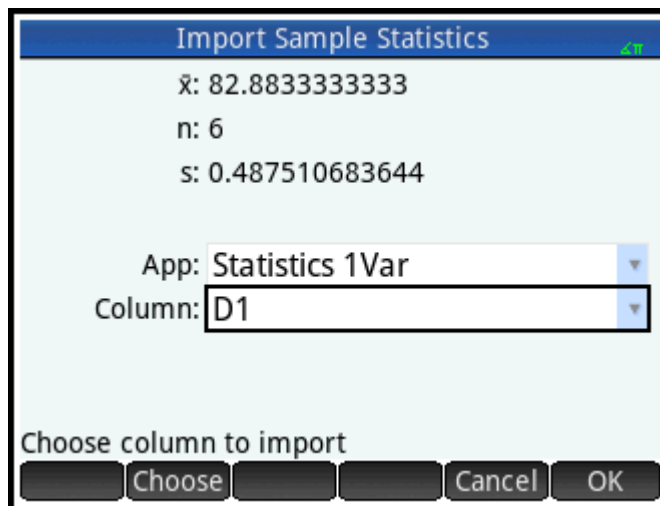 Import Sample Statistics
∡π
x̄: 82.8833333333
n: 6
s: 0.487510683644
App: Statistics 1Var
Column: D1
Choose column to import
Choose Cancel OK